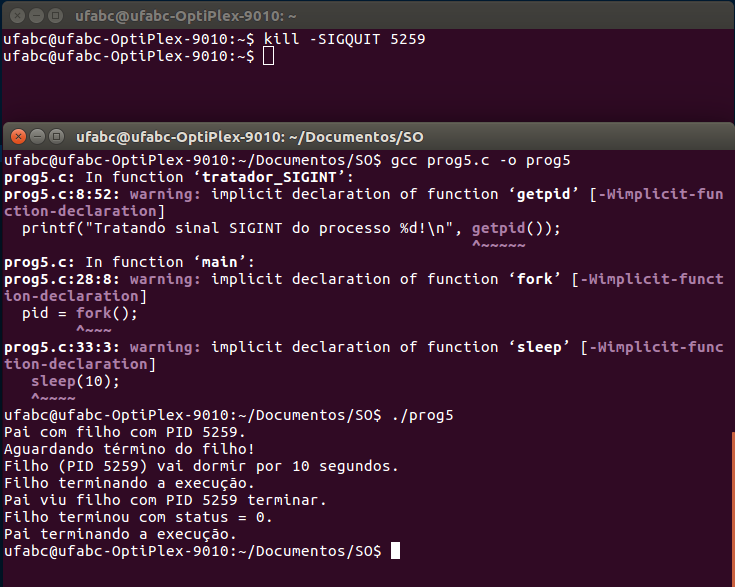 ufabc@ufabc-OptiPlex-9010: ~
ufabc@ufabc-OptiPlex-9010:~$ kill -SIGQUIT 5259
ufabc@ufabc-OptiPlex-9010:~$
ufabc@ufabc-OptiPlex-9010: ~/Documentos/SO
ufabc@ufabc-OptiPlex-9010:~/Documentos/SO$ gcc prog5.c -o prog5
prog5.c: In function ‘tratador_SIGINT’:
prog5.c:8:52: warning: implicit declaration of function ‘getpid’ [-Wimplicit-fun
ction-declaration]
  printf("Tratando sinal SIGINT do processo %d!\n", getpid());
                                                    ^~~~~~
prog5.c: In function ‘main’:
prog5.c:28:8: warning: implicit declaration of function ‘fork’ [-Wimplicit-funct
ion-declaration]
  pid = fork();
        ^~~~
prog5.c:33:3: warning: implicit declaration of function ‘sleep’ [-Wimplicit-func
tion-declaration]
   sleep(10);
   ^~~~~
ufabc@ufabc-OptiPlex-9010:~/Documentos/SO$ ./prog5
Pai com filho com PID 5259.
Aguardando término do filho!
Filho (PID 5259) vai dormir por 10 segundos.
Filho terminando a execução.
Pai viu filho com PID 5259 terminar.
Filho terminou com status = 0.
Pai terminando a execução.
ufabc@ufabc-OptiPlex-9010:~/Documentos/SO$